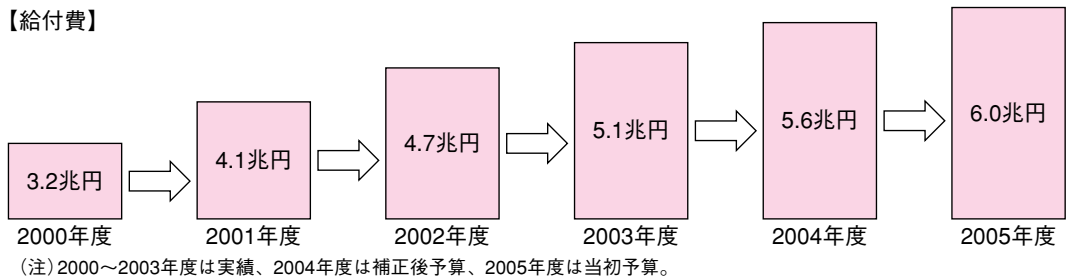 【給付費】
3.2兆円
4.1兆円
4.7兆円
5.1兆円
5.6兆円
6.0兆円
2000年度
2001年度
2002年度
2003年度
2004年度
2005年度
（注）2000〜2003年度は実績、2004年度は補正後予算、2005年度は当初予算。